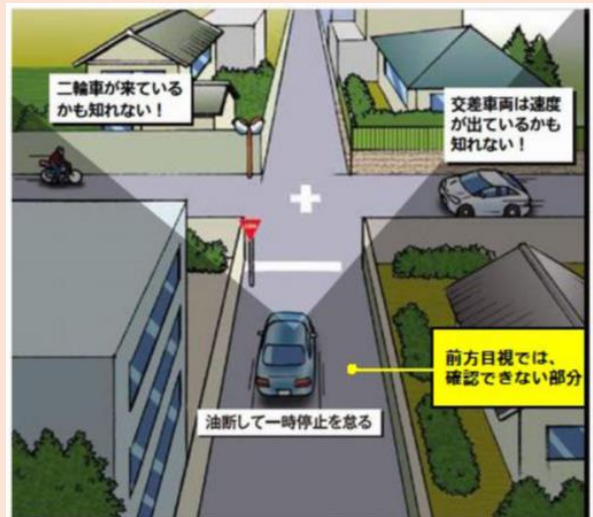 二輪車が来ている
かも知れない！
交差車両は速度
が出ているかも
知れない！
前方目視では、
確認できない部分
油断して一時停止を怠る